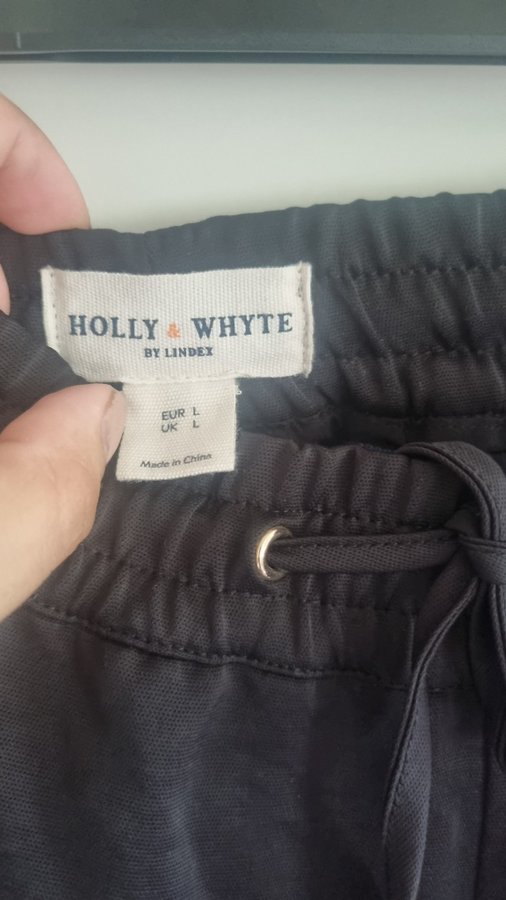 HOLLY & WHYTE
BY LINDEX
EUR L
UK L
Made in China